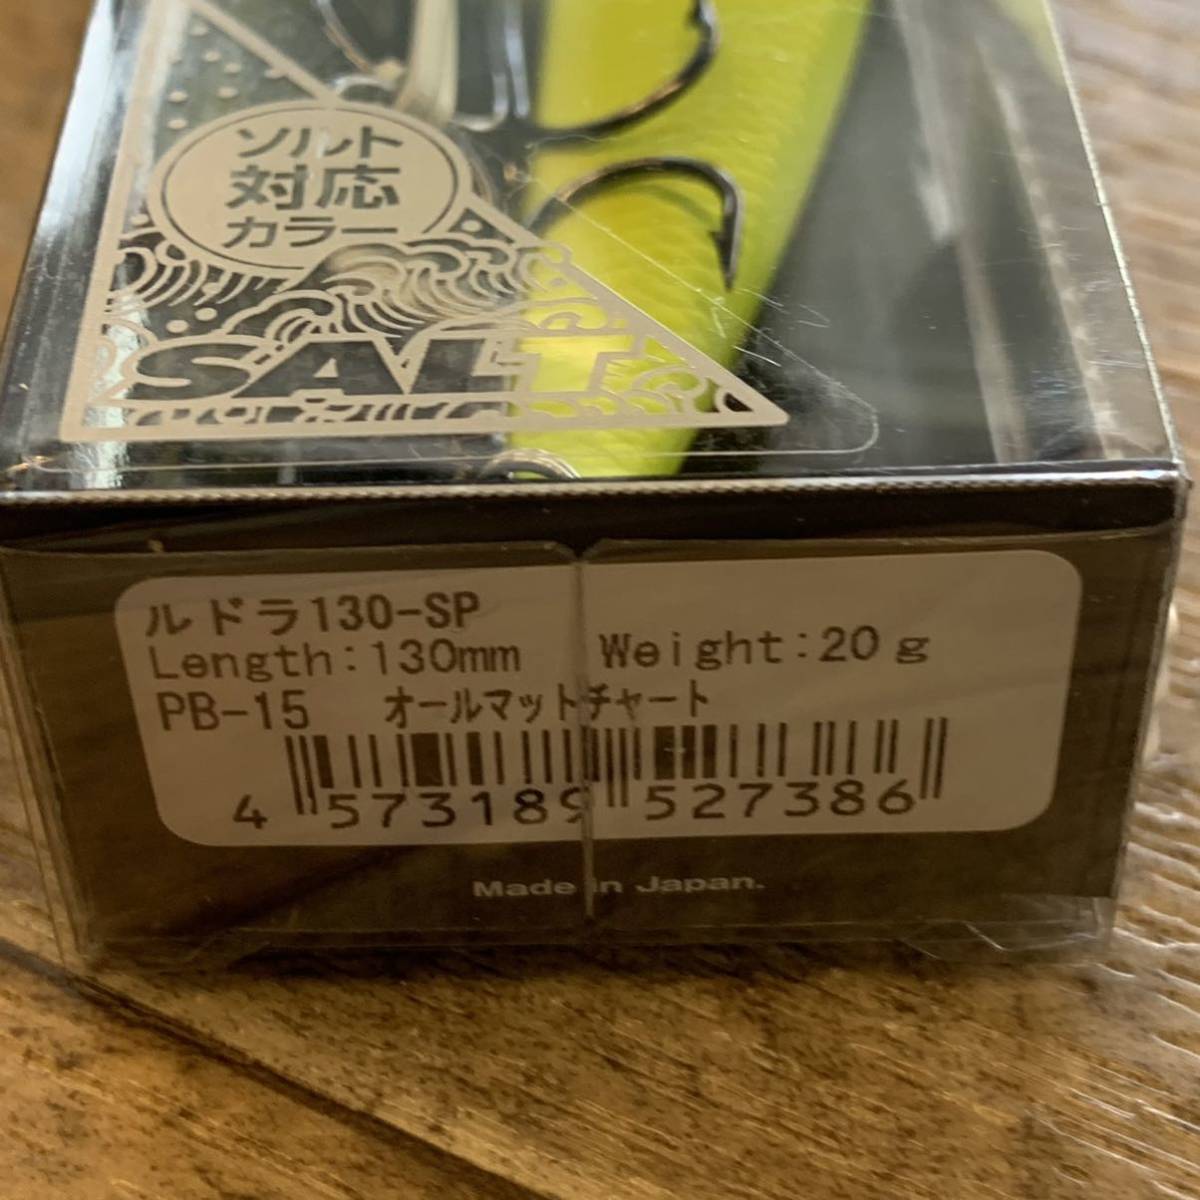 ソルト
対応
カラー
SALT
ルドラ130-SP
Length:130mm Weight:20g
PB-15 オールマットチャート
4 573189 527386
Made in Japan.